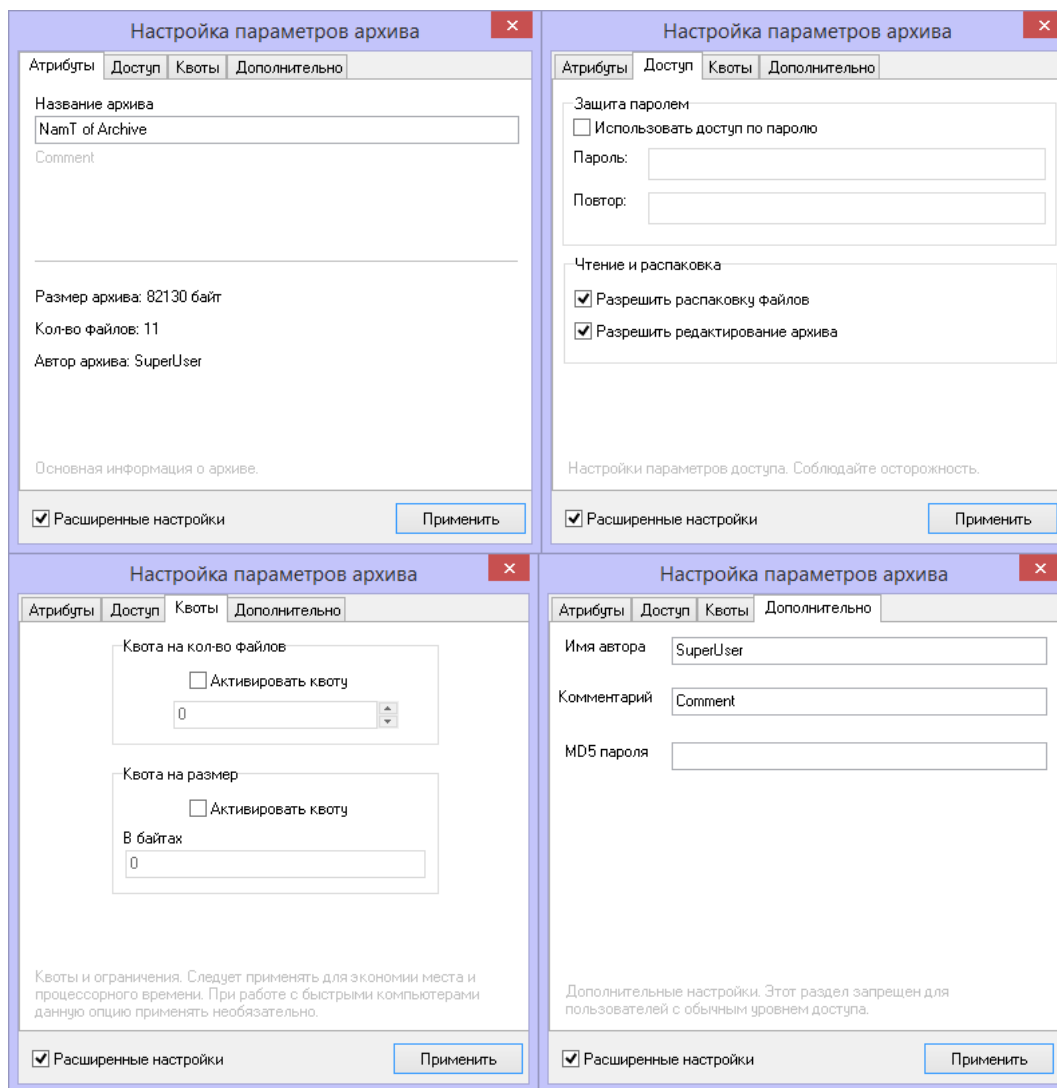 Настройка параметров архива
Атрибуты Доступ Квоты Дополнительно
Название архива
NamT of Archive
Comment
Размер архива: 82130 байт
Кол-во файлов: 11
Автор архива: SuperUser
Основная информация о архиве.
Расширенные настройки
Применить
Настройка параметров архива
Атрибуты Доступ Квоты Дополнительно
Защита паролем
Использовать доступ по паролю
Пароль:
Повтор:
Чтение и распаковка
Разрешить распаковку файлов
Разрешить редактирование архива
Настройки параметров доступа. Соблюдайте осторожность.
Расширенные настройки
Применить
Настройка параметров архива
Атрибуты Доступ Квоты Дополнительно
Квота на кол-во файлов
Активировать квоту
0
Квота на размер
Активировать квоту
В байтах
0
Квоты и ограничения. Следует применять для экономии места и
процессорного времени. При работе с быстрыми компьютерами
данную опцию применять необязательно.
Расширенные настройки
Применить
Настройка параметров архива
Атрибуты Доступ Квоты Дополнительно
Имя автора
SuperUser
Комментарий
Comment
MD5 пароля
Дополнительные настройки. Этот раздел запрещен для
пользователей с обычным уровнем доступа.
Расширенные настройки
Применить